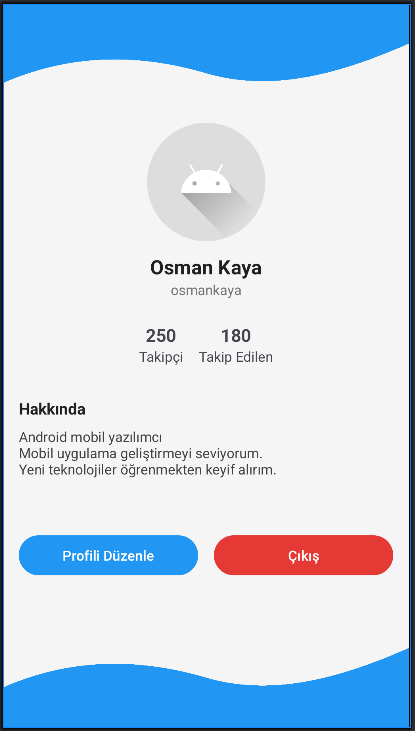 Osman Kaya
osmankaya
250 180
Takipçi Takip Edilen
Hakkında
Android mobil yazılımcı
Mobil uygulama geliştirmeyi seviyorum.
Yeni teknolojiler öğrenmekten keyif alırım.
Profili Düzenle Çıkış